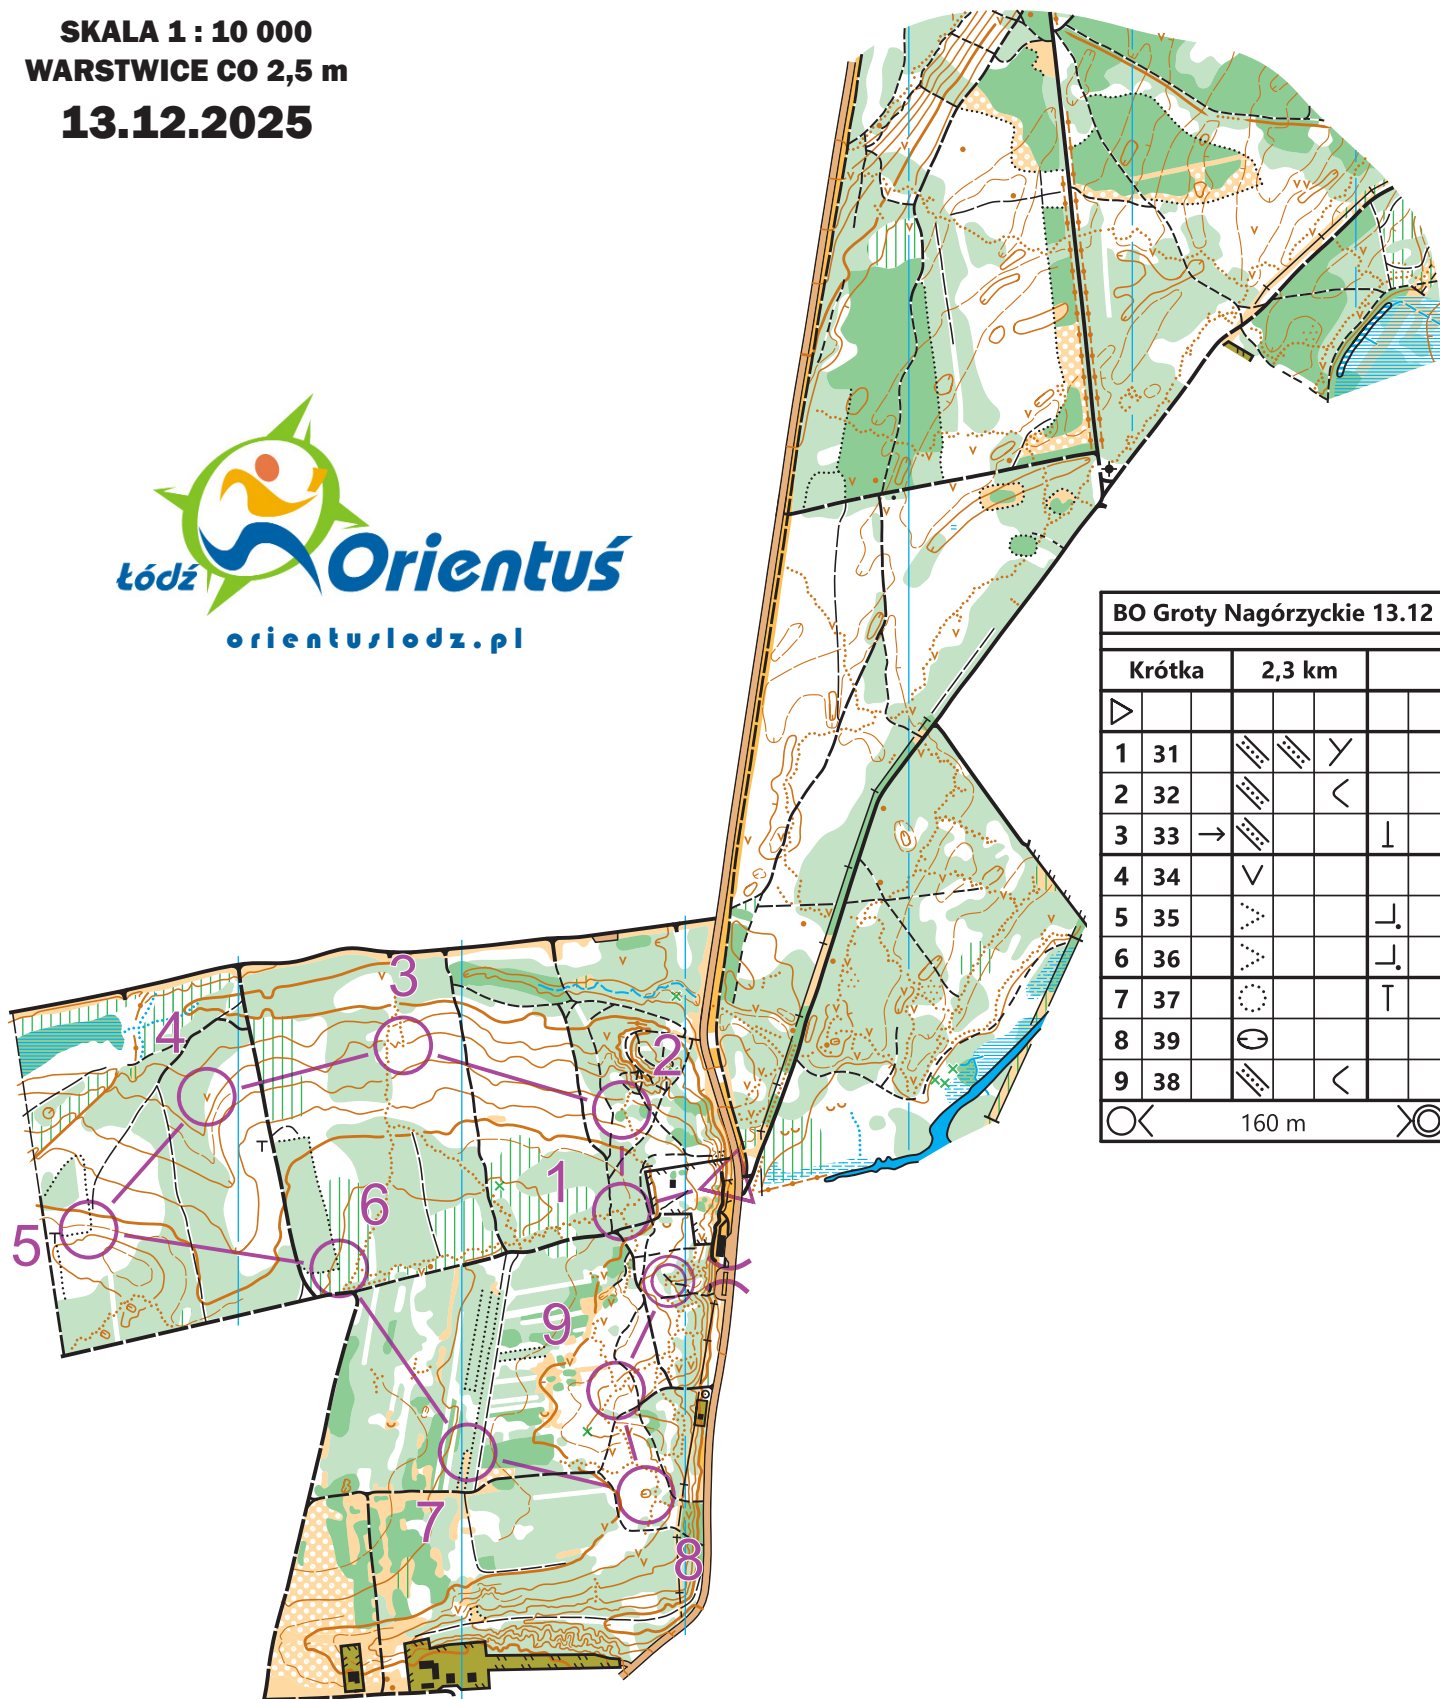 SKALA 1 : 10 000
WARSTWICE CO 2,5 m
13.12.2025
Łódź Orientuś
orientuslodz.pl
BO Groty Nagórzyckie 13.12
Krótka 2,3 km
1 31
2 32
3 33
4 34
5 35
6 36
7 37
8 39
9 38
160 m
3
4
2
1
6
5
9
7
8